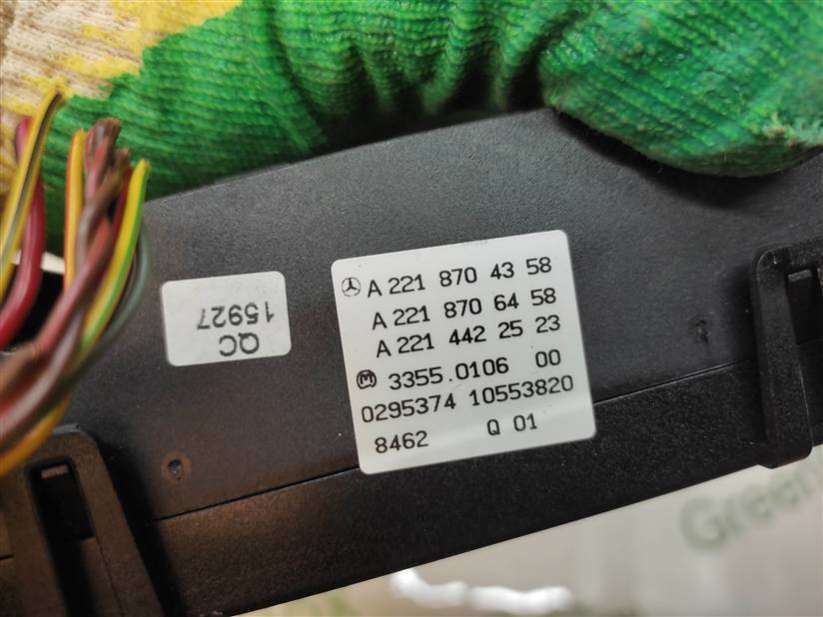 A 221 870 43 58
A 221 870 64 58
A 221 442 25 23
M 3355.0106 00
0295374 10553820
8462 Q 01
QC
15927
Green